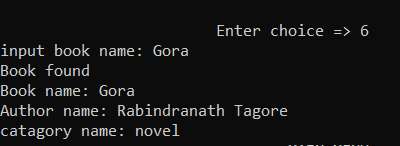 Enter choice => 6
input book name: Gora
Book found
Book name: Gora
Author name: Rabindranath Tagore
catagory name: novel